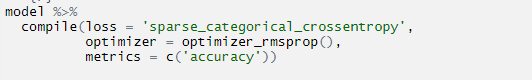 model %>%
  compile(loss = 'sparse_categorical_crossentropy',
          optimizer = optimizer_rmsprop(),
          metrics = c('accuracy'))